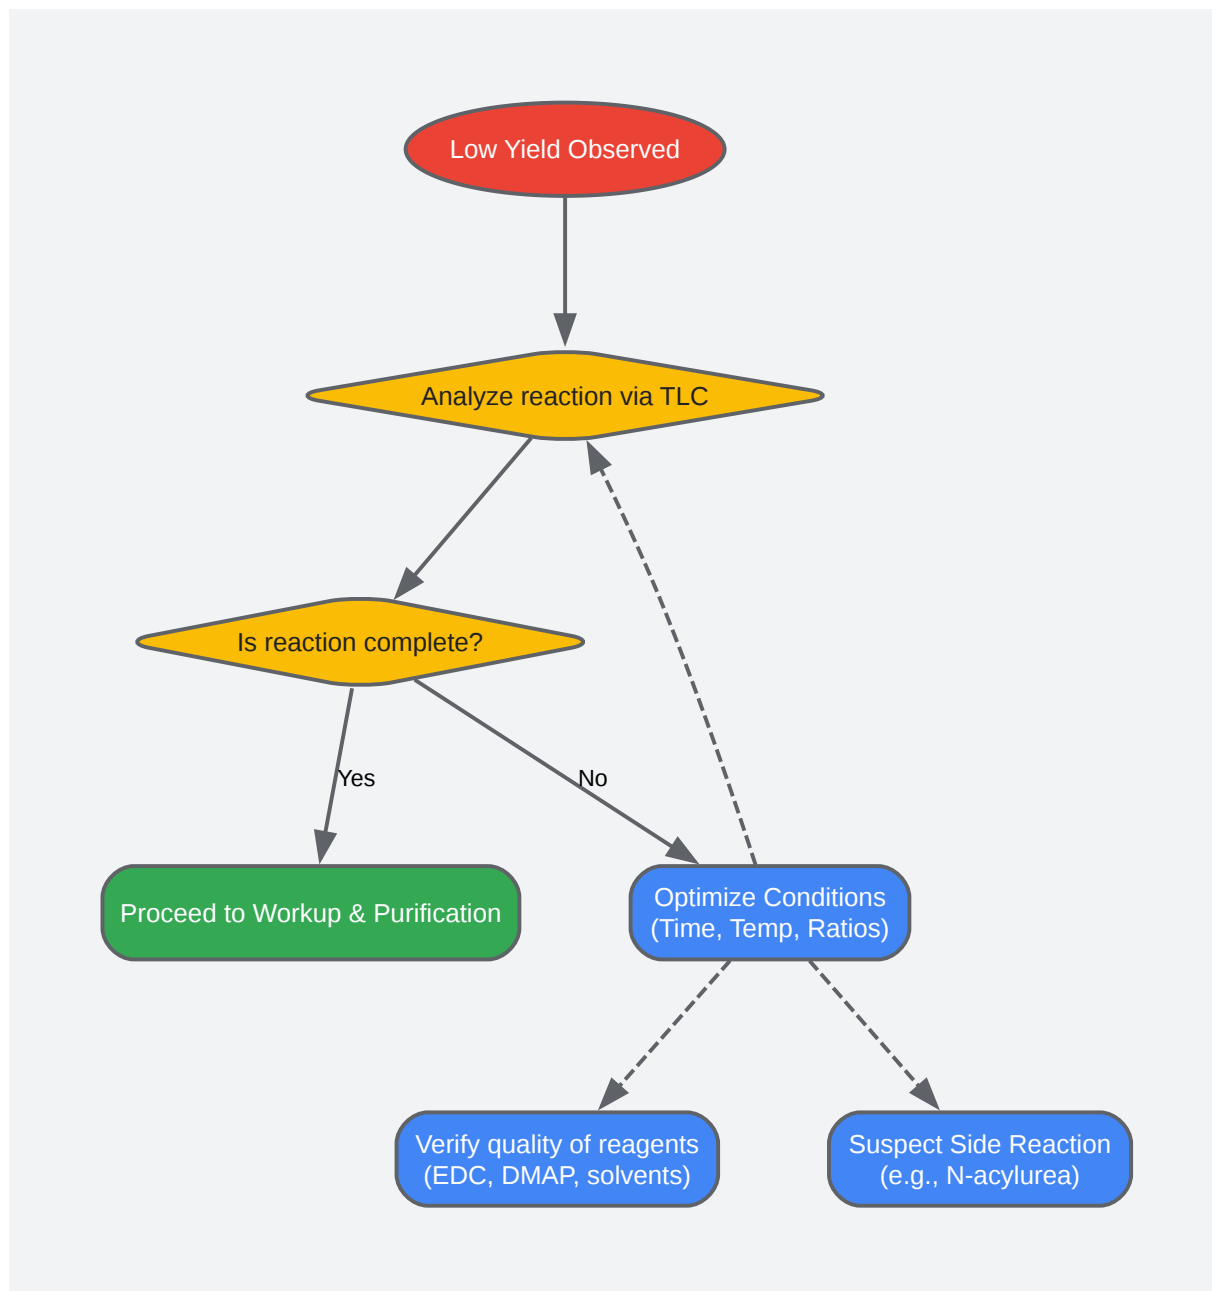 Low Yield Observed
Analyze reaction via TLC
Is reaction complete?
Yes
No
Proceed to Workup & Purification
Optimize Conditions
(Time, Temp, Ratios)
Verify quality of reagents
(EDC, DMAP, solvents)
Suspect Side Reaction
(e.g., N-acylurea)